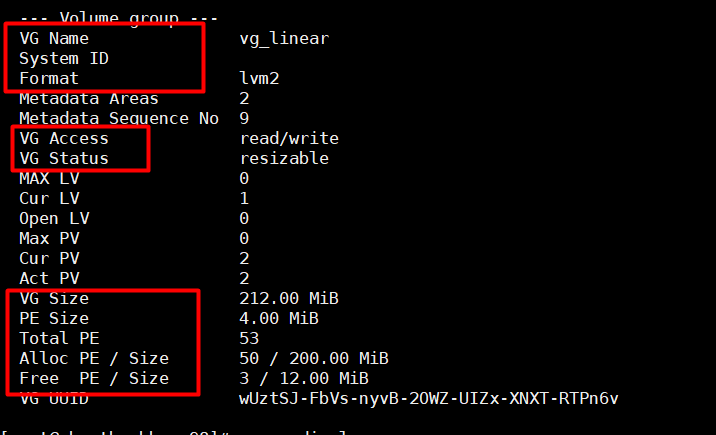 --- Volume group ---
VG Name vg_linear
System ID
Format lvm2
Metadata Areas 2
Metadata Sequence No 9
VG Access read/write
VG Status resizable
MAX LV 0
Cur LV 1
Open LV 0
Max PV 0
Cur PV 2
Act PV 2
VG Size 212.00 MiB
PE Size 4.00 MiB
Total PE 53
Alloc PE / Size 50 / 200.00 MiB
Free PE / Size 3 / 12.00 MiB
VG UUID wUztSJ-FbVs-nyvB-2OWZ-UIZx-XNXT-RTPn6v